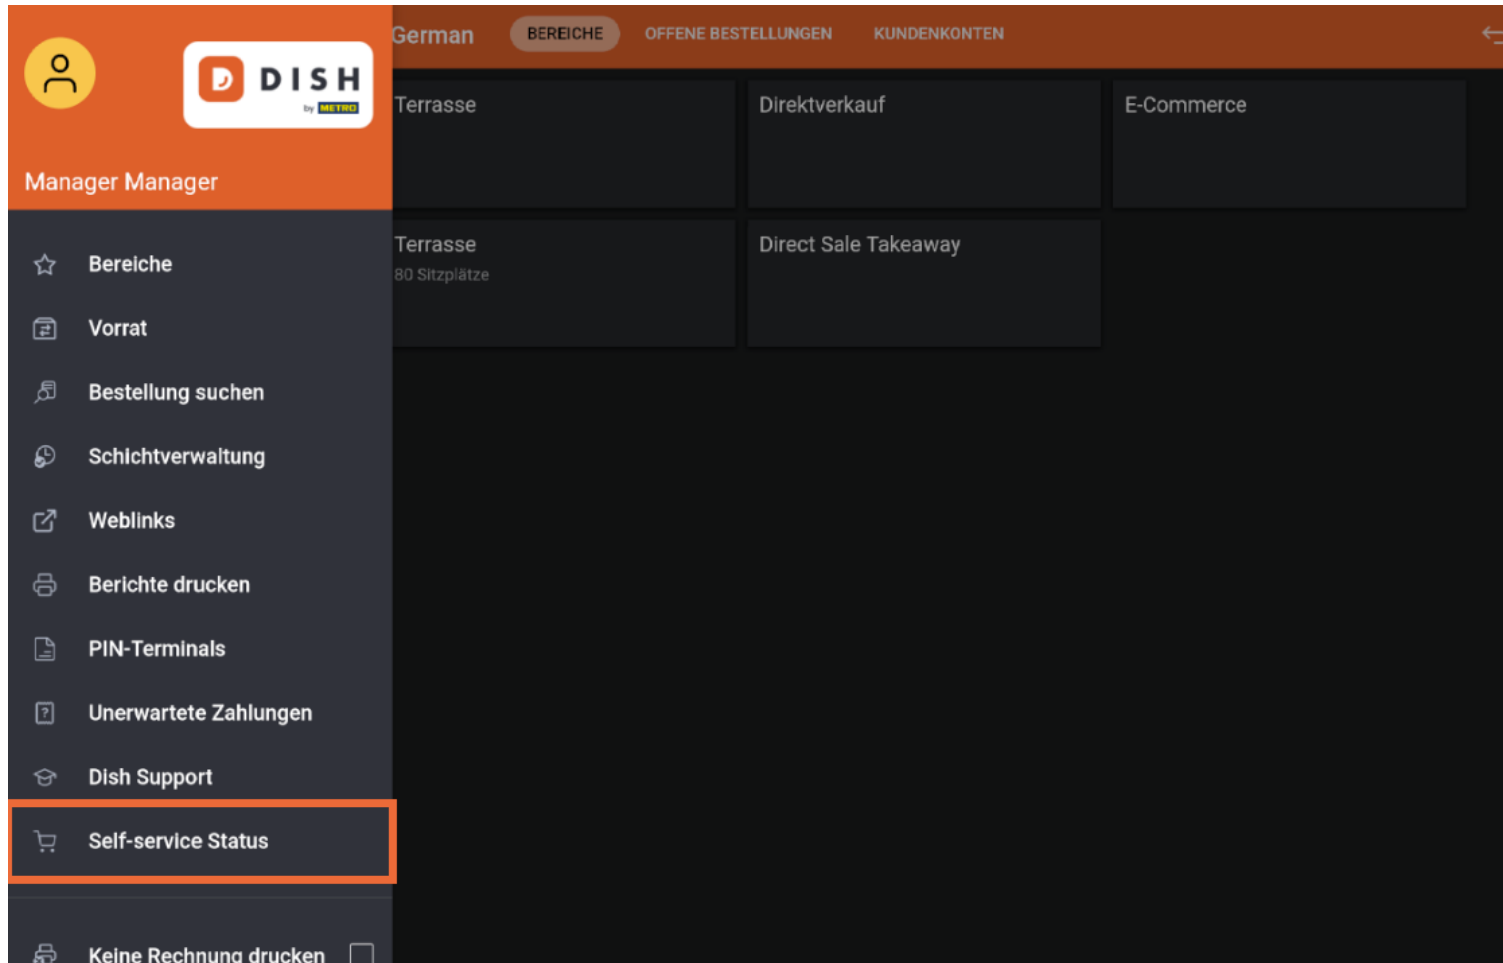 German
BEREICHE
OFFENE BESTELLUNGEN
KUNDENKONTEN
D DISH
by METRO
Manager Manager
Bereiche
Vorrat
Bestellung suchen
Schichtverwaltung
Weblinks
Berichte drucken
PIN-Terminals
Unerwartete Zahlungen
Dish Support
Self-service Status
Keine Rechnung drucken
Terrasse
Direktverkauf
E-Commerce
Terrasse
80 Sitzplätze
Direct Sale Takeaway